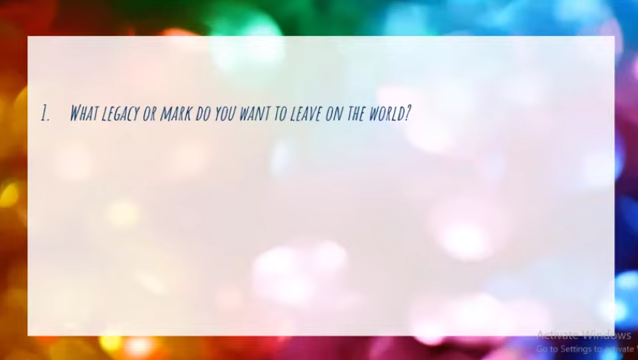 1. What legacy or mark do you want to leave on the world?
Activate Windows
Go to Settings to activate